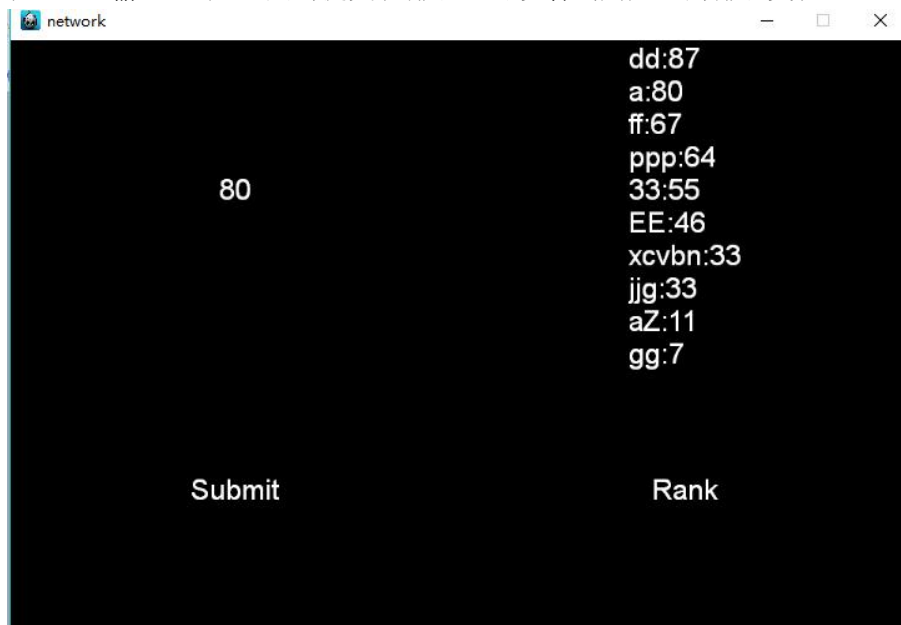 network
dd:87
a:80
ff:67
ppp:64
80
33:55
EE:46
xcvbn:33
jjg:33
aZ:11
gg:7
Submit
Rank